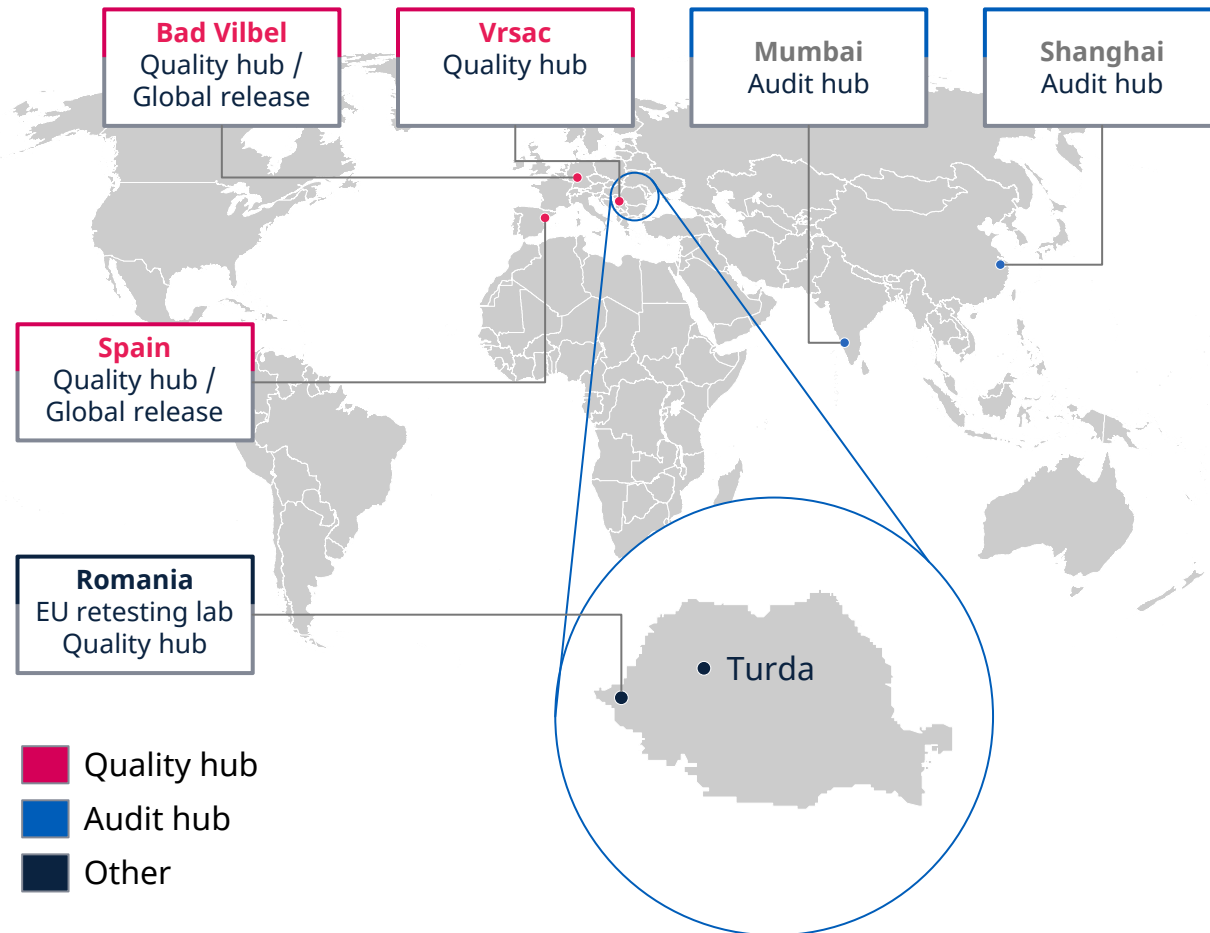 Bad Vilbel
Quality hub /
Global release
Vrsac
Quality hub
Mumbai
Audit hub
Shanghai
Audit hub
Spain
Quality hub /
Global release
Romania
EU retesting lab
Quality hub
Turda
Quality hub
Audit hub
Other